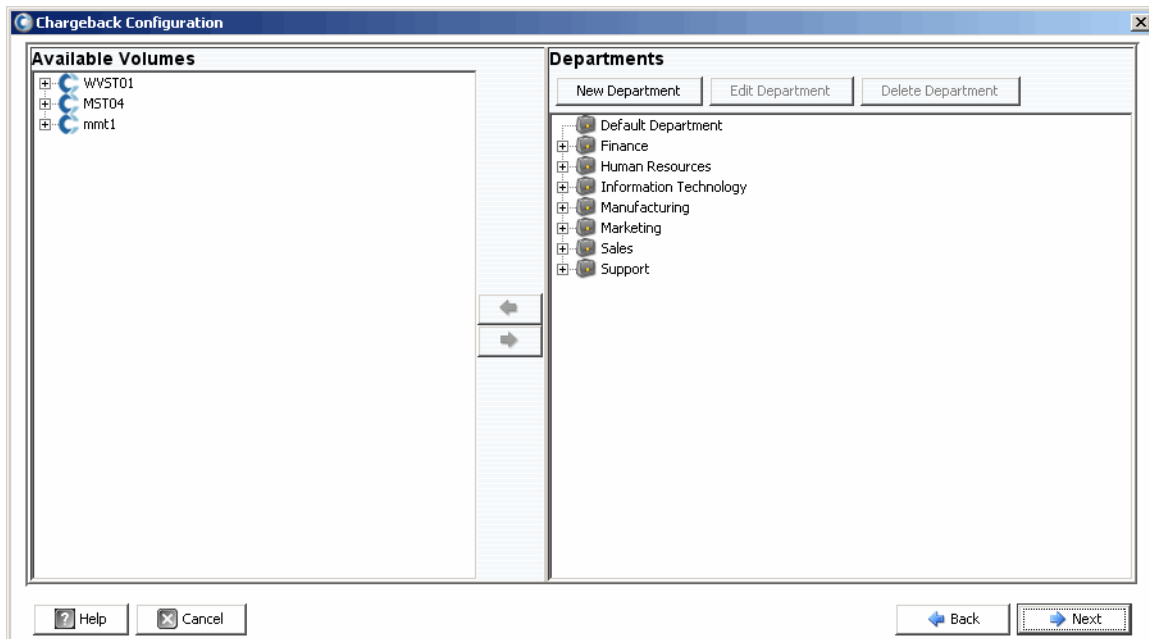 Chargeback Configuration
Available Volumes
WVST01
MST04
mmt1
Departments
New Department
Edit Department
Delete Department
Default Department
Finance
Human Resources
Information Technology
Manufacturing
Marketing
Sales
Support
Help
Cancel
Back
Next